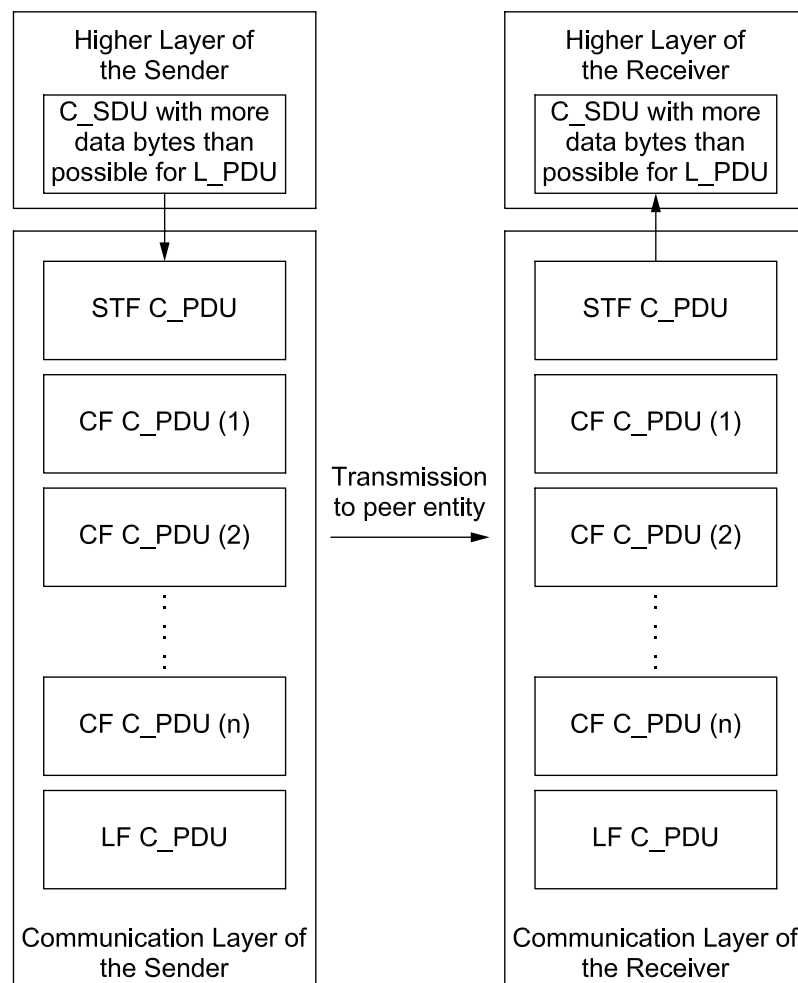 Higher Layer of
the Sender
C_SDU with more
data bytes than
possible for L_PDU
STF C_PDU
CF C_PDU (1)
CF C_PDU (2)
CF C_PDU (n)
LF C_PDU
Communication Layer of
the Sender
Transmission
to peer entity
Higher Layer of
the Receiver
C_SDU with more
data bytes than
possible for L_PDU
STF C_PDU
CF C_PDU (1)
CF C_PDU (2)
CF C_PDU (n)
LF C_PDU
Communication Layer of
the Receiver